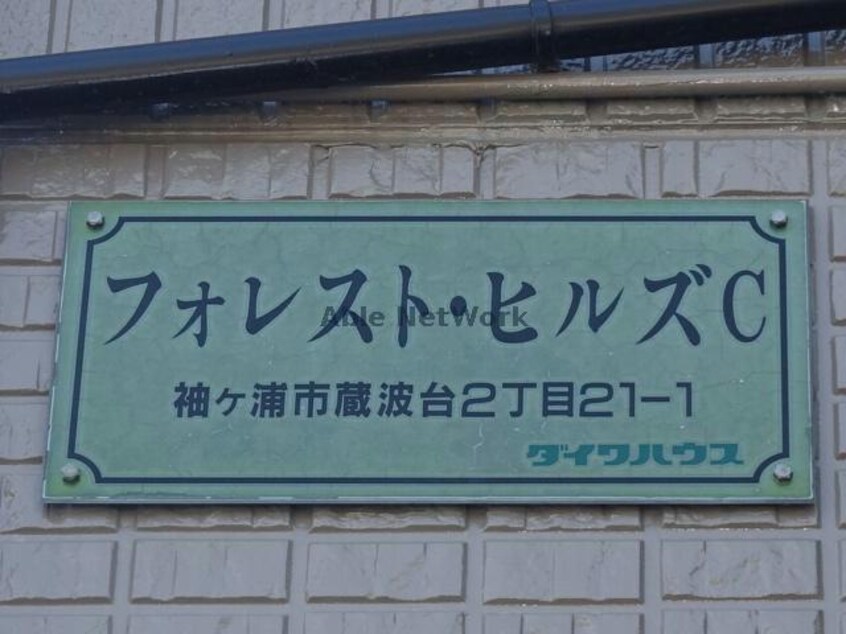 フォレスト・ヒルズC
Able NetWork
袖ヶ浦市蔵波台2丁目21-1
ダイワハウス